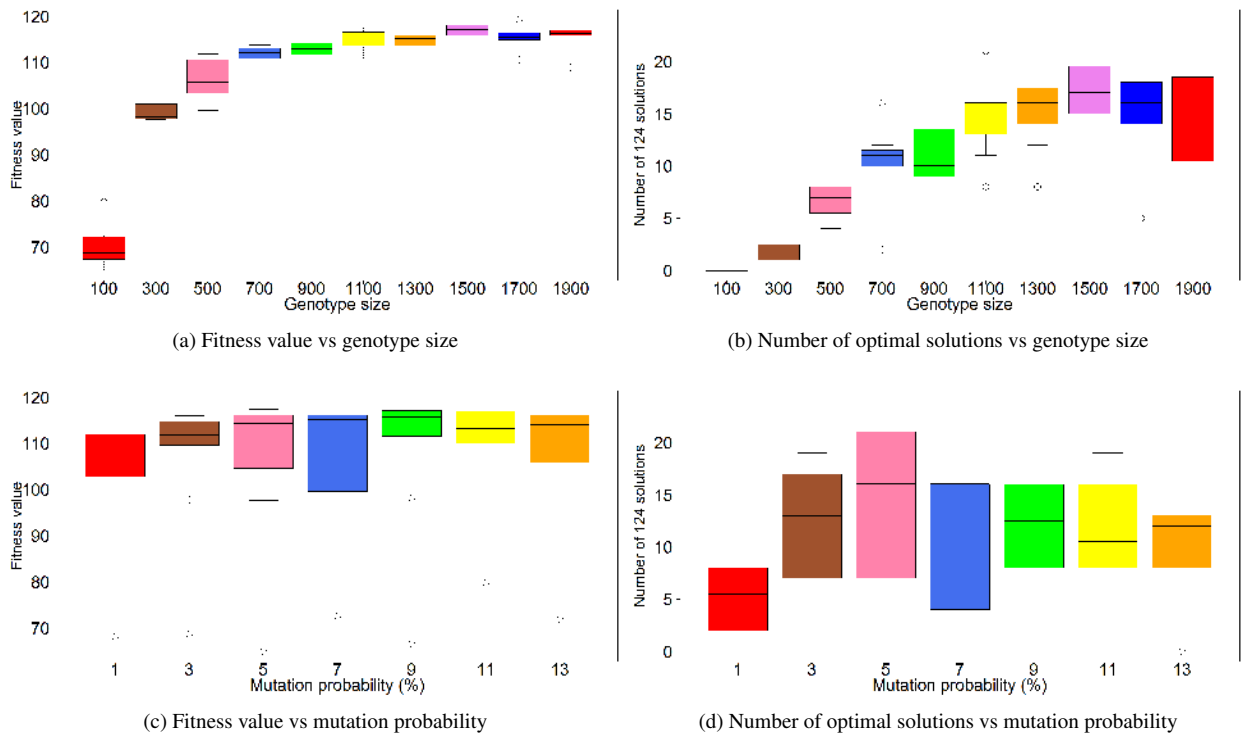 120
110
100
90
80
70
Fitness value
100 300 500 700 900 1100 1300 1500 1700 1900
Genotype size
(a) Fitness value vs genotype size
20
15
10
5
0
Number of 124 solutions
100 300 500 700 900 1100 1300 1500 1700 1900
Genotype size
(b) Number of optimal solutions vs genotype size
120
110
100
90
80
70
Fitness value
1 3 5 7 9 11 13
Mutation probability (%)
(c) Fitness value vs mutation probability
20
15
10
5
0
Number of 124 solutions
1 3 5 7 9 11 13
Mutation probability (%)
(d) Number of optimal solutions vs mutation probability